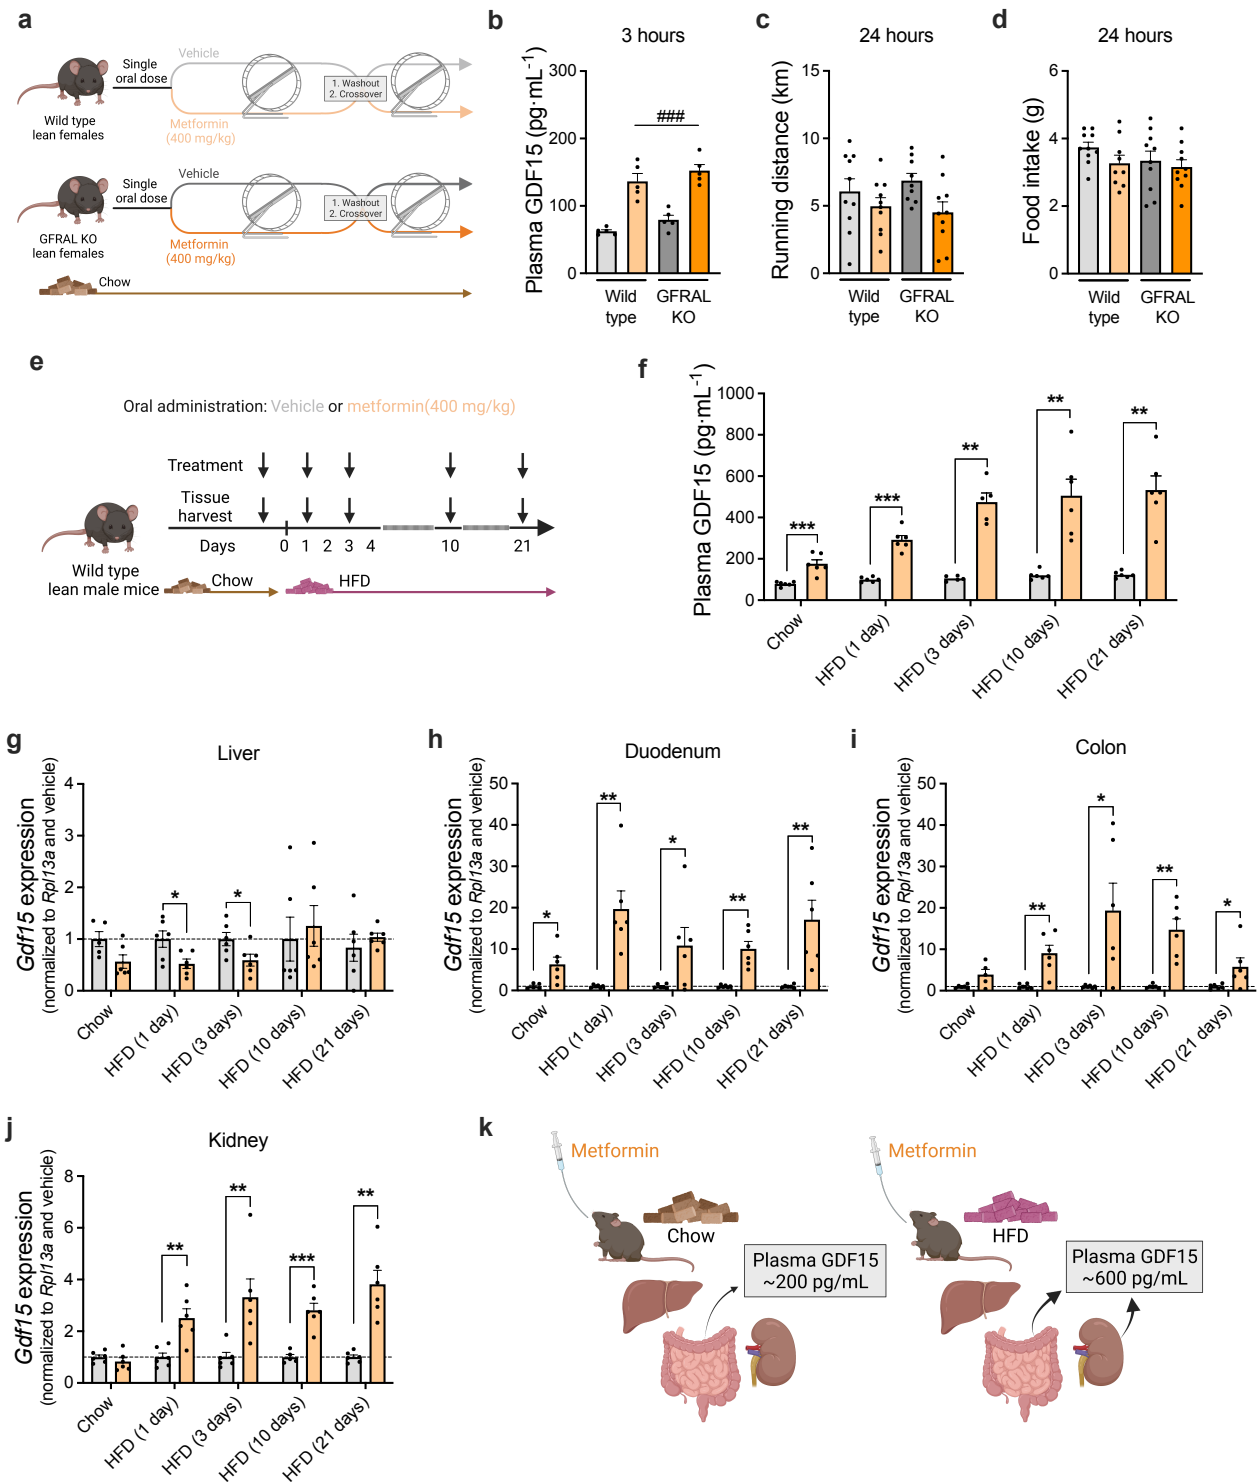 a
Vehicle
Single
oral dose
1. Washout
2. Crossover
Metformin
(400 mg/kg)
Wild type
lean females
Vehicle
Single
oral dose
1. Washout
2. Crossover
Metformin
(400 mg/kg)
GFRAL KO
lean females
Chow
b
3 hours
Plasma GDF15 (pg·mL-1)
300
200
100
0
###
Wild
type
GFRAL
KO
c
24 hours
Running distance (km)
15
10
5
0
Wild
type
GFRAL
KO
d
24 hours
Food intake (g)
6
4
2
0
Wild
type
GFRAL
KO
e
Oral administration: Vehicle or metformin(400 mg/kg)
Treatment
Tissue
harvest
Days
0 1 2 3 4 10 21
Wild type
lean male mice
Chow
HFD
f
Plasma GDF15 (pg·mL-1)
1000
800
600
400
200
0
***
***
**
**
**
Chow
HFD (1 day)
HFD (3 days)
HFD (10 days)
HFD (21 days)
g
Liver
Gdf15 expression
(normalized to Rpl13a and vehicle)
4
3
2
1
0
*
*
Chow
HFD (1 day)
HFD (3 days)
HFD (10 days)
HFD (21 days)
h
Duodenum
Gdf15 expression
(normalized to Rpl13a and vehicle)
50
40
30
20
10
0
*
**
*
**
**
Chow
HFD (1 day)
HFD (3 days)
HFD (10 days)
HFD (21 days)
i
Colon
Gdf15 expression
(normalized to Rpl13a and vehicle)
50
40
30
20
10
0
**
*
**
*
Chow
HFD (1 day)
HFD (3 days)
HFD (10 days)
HFD (21 days)
j
Kidney
Gdf15 expression
(normalized to Rpl13a and vehicle)
8
6
4
2
0
**
**
***
**
Chow
HFD (1 day)
HFD (3 days)
HFD (10 days)
HFD (21 days)
k
Metformin
Chow
Plasma GDF15
~200 pg/mL
Metformin
HFD
Plasma GDF15
~600 pg/mL